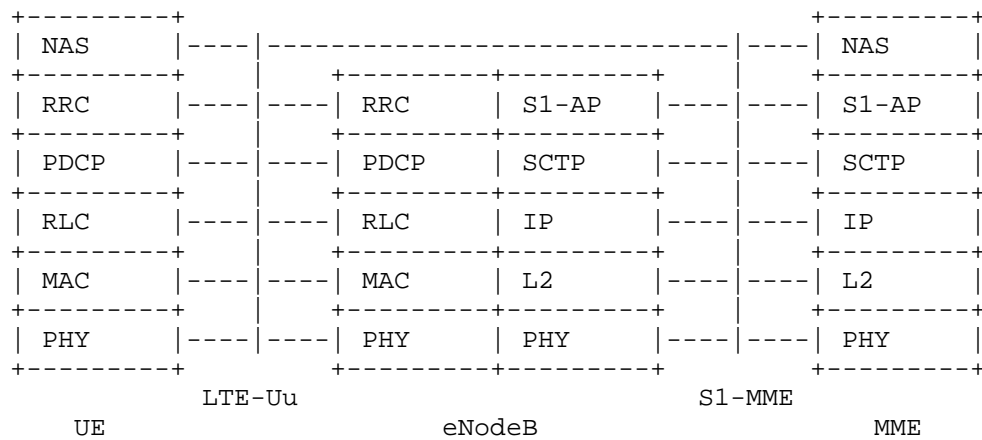 NAS NAS
RRC RRC S1-AP S1-AP
PDCP PDCP SCTP SCTP
RLC RLC IP IP
MAC MAC L2 L2
PHY PHY PHY PHY
LTE-Uu S1-MME
UE eNodeB MME